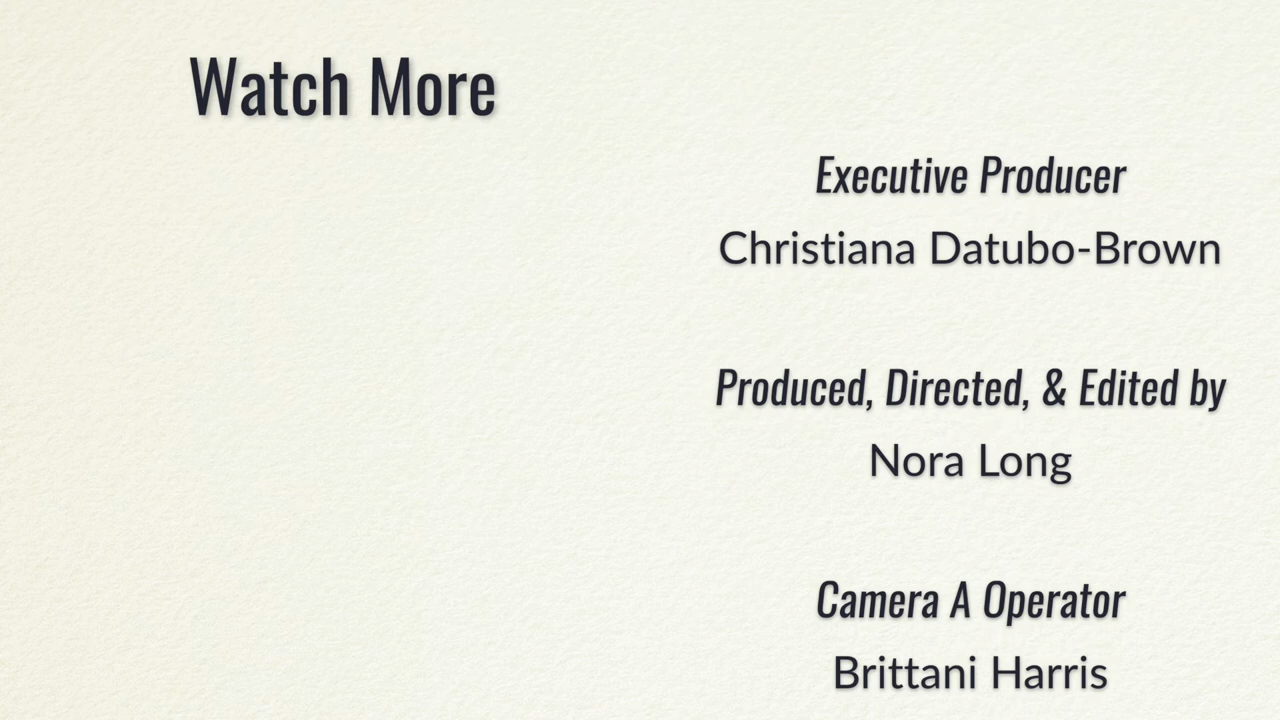 Watch More
Executive Producer
Christiana Datubo-Brown
Produced, Directed, & Edited by
Nora Long
Camera A Operator
Brittani Harris